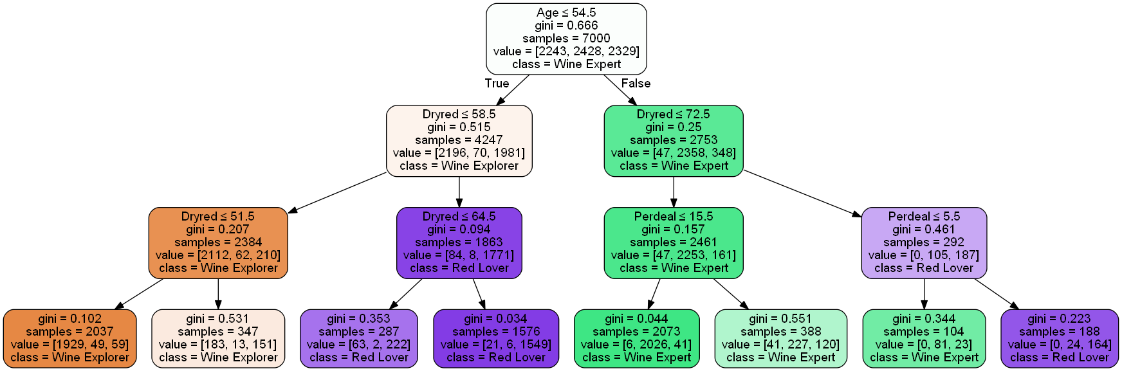 Age ≤ 54.5
gini = 0.666
samples = 7000
value = [2243, 2428, 2329]
class = Wine Expert
True
False
Dryred ≤ 58.5
gini = 0.515
samples = 4247
value = [2196, 70, 1981]
class = Wine Explorer
Dryred ≤ 72.5
gini = 0.25
samples = 2753
value = [47, 2358, 348]
class = Wine Expert
Dryred ≤ 51.5
gini = 0.207
samples = 2384
value = [2112, 62, 210]
class = Wine Explorer
Dryred ≤ 64.5
gini = 0.094
samples = 1863
value = [84, 8, 1771]
class = Red Lover
Perdeal ≤ 15.5
gini = 0.157
samples = 2461
value = [47, 2253, 161]
class = Wine Expert
Perdeal ≤ 5.5
gini = 0.461
samples = 292
value = [0, 105, 187]
class = Red Lover
gini = 0.102
samples = 2037
value = [1929, 49, 59]
class = Wine Explorer
gini = 0.531
samples = 347
value = [183, 13, 151]
class = Wine Explorer
gini = 0.353
samples = 287
value = [63, 2, 222]
class = Red Lover
gini = 0.034
samples = 1576
value = [21, 6, 1549]
class = Red Lover
gini = 0.044
samples = 2073
value = [6, 2026, 41]
class = Wine Expert
gini = 0.551
samples = 388
value = [41, 227, 120]
class = Wine Expert
gini = 0.344
samples = 104
value = [0, 81, 23]
class = Wine Expert
gini = 0.223
samples = 188
value = [0, 24, 164]
class = Red Lover